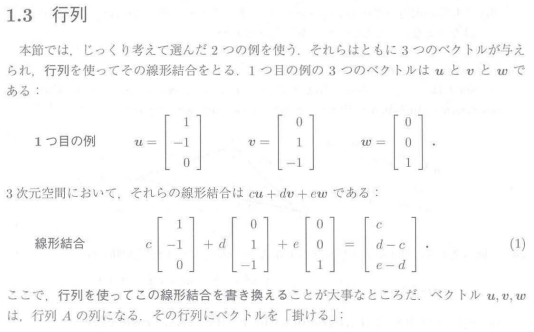 1.3 行列
本節では，じっくり考えて選んだ 2 つの例を使う．それらはともに 3 つのベクトルが与え
られ，行列を使ってその線形結合をとる．1 つ目の例の 3 つのベクトルは u と v と w で
ある：
1 つ目の例 u = [1 -1 0] v = [0 1 -1] w = [0 0 1] .
3 次元空間において，それらの線形結合は cu + dv + ew である：
線形結合 c [1 -1 0] + d [0 1 -1] + e [0 0 1] = [c d-c e-d] . (1)
ここで，行列を使ってこの線形結合を書き換えることが大事なところだ．ベクトル u, v, w
は，行列 A の列になる．その行列にベクトルを「掛ける」：